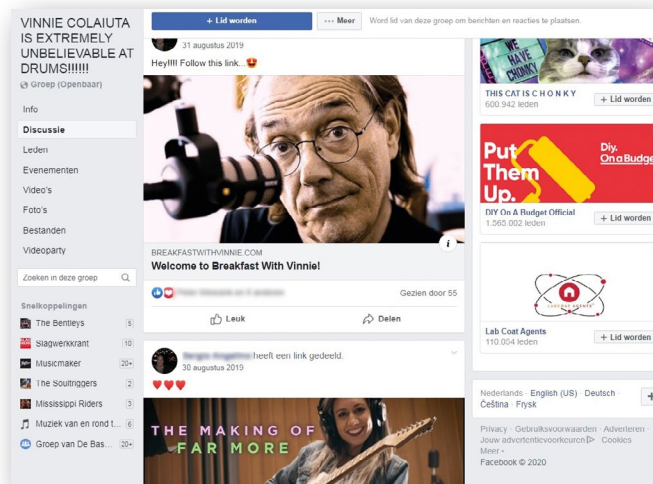 VINNIE COLAIUTA
IS EXTREMELY
UNBELIEVABLE AT
DRUMS!!!!!!
Groep (Openbaar)
Info
Discussie
Leden
Evenementen
Video's
Foto's
Bestanden
Videoparty
Zoeken in deze groep
Snelkoppelingen
The Bentleys 5
Slagwerkkrant 10
Musicmaker 20+
The Soultriggers 2
Mississippi Riders 3
Muziek van en rond t... 6
Groep van De Bas... 20+
+ Lid worden
••• Meer
Word lid van deze groep om berichten en reacties te plaatsen.
31 augustus 2019
Hey!!!! Follow this link...
BREAKFASTWITHVINNIE.COM
Welcome to Breakfast With Vinnie!
i
Gezien door 55
Leuk
Delen
heeft een link gedeeld.
30 augustus 2019
THE MAKING OF
FAR MORE
WE
HAVE
CHONKY
THIS CAT IS C H O N K Y
600.942 leden
+ Lid worden
Put
Them
Up.
Diy.
On a Budge
DIY On A Budget Official
1.565.002 leden
+ Lid worden
LABCOAT AGENTS
Lab Coat Agents
110.054 leden
+ Lid worden
Nederlands · English (US) · Deutsch ·
Čeština · Frysk
+
Privacy · Gebruiksvoorwaarden · Adverteren ·
Jouw advertentievoorkeuren · Cookies ·
Meer
Facebook © 2020